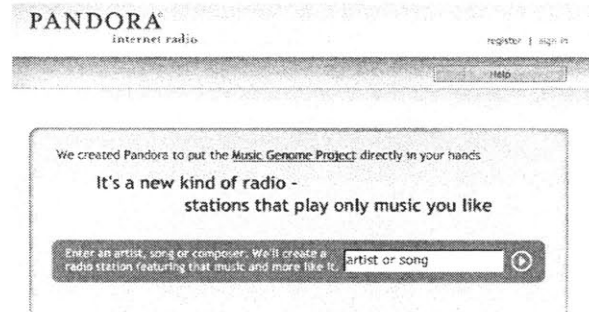 PANDORA®
internet radio
register | sign in
Help
We created Pandora to put the Music Genome Project directly in your hands
It's a new kind of radio -
stations that play only music you like
Enter an artist, song or composer. We'll create a
radio station featuring that music and more like it.
artist or song